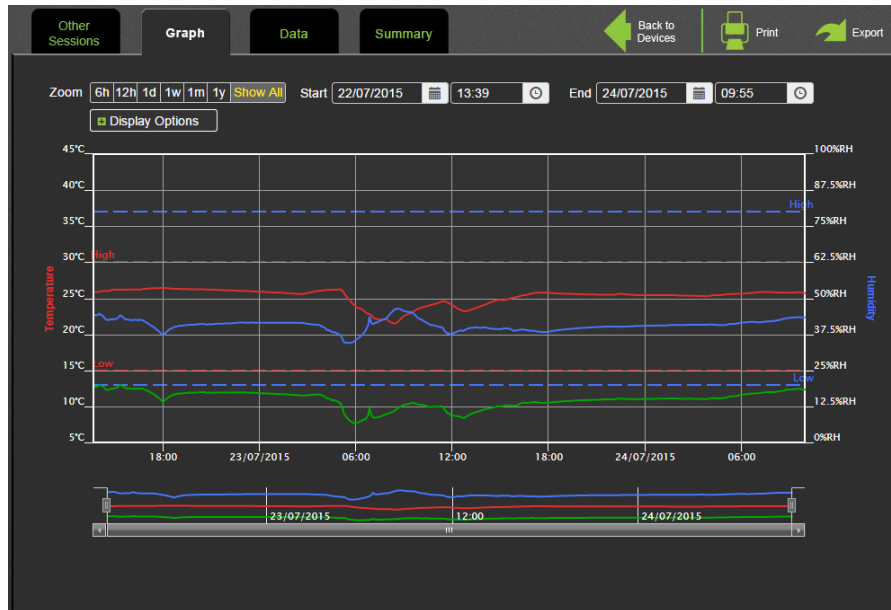 Other Sessions
Graph
Data
Summary
Back to Devices
Print
Export
Zoom 6h 12h 1d 1w 1m 1y Show All Start 22/07/2015 13:39 End 24/07/2015 09:55
Display Options
45°C 100%RH
40°C 87.5%RH
High
35°C 75%RH
High
30°C 62.5%RH
Temperature
Humidity
25°C 50%RH
20°C 37.5%RH
Low
15°C 25%RH
Low
10°C 12.5%RH
5°C 0%RH
18:00 23/07/2015 06:00 12:00 18:00 24/07/2015 06:00
23/07/2015 12:00 24/07/2015